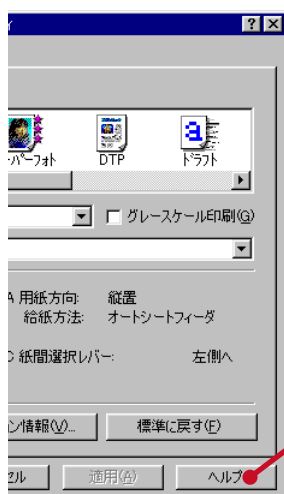 ィ
ーパーフォト DTP ドラフト
グレースケール印刷(G)
A 用紙方向: 縦置
給紙方法: オートシートフィーダ
紙間選択レバー: 左側へ
ン情報(V)... 標準に戻す(F)
セル 適用(A) ヘルプ